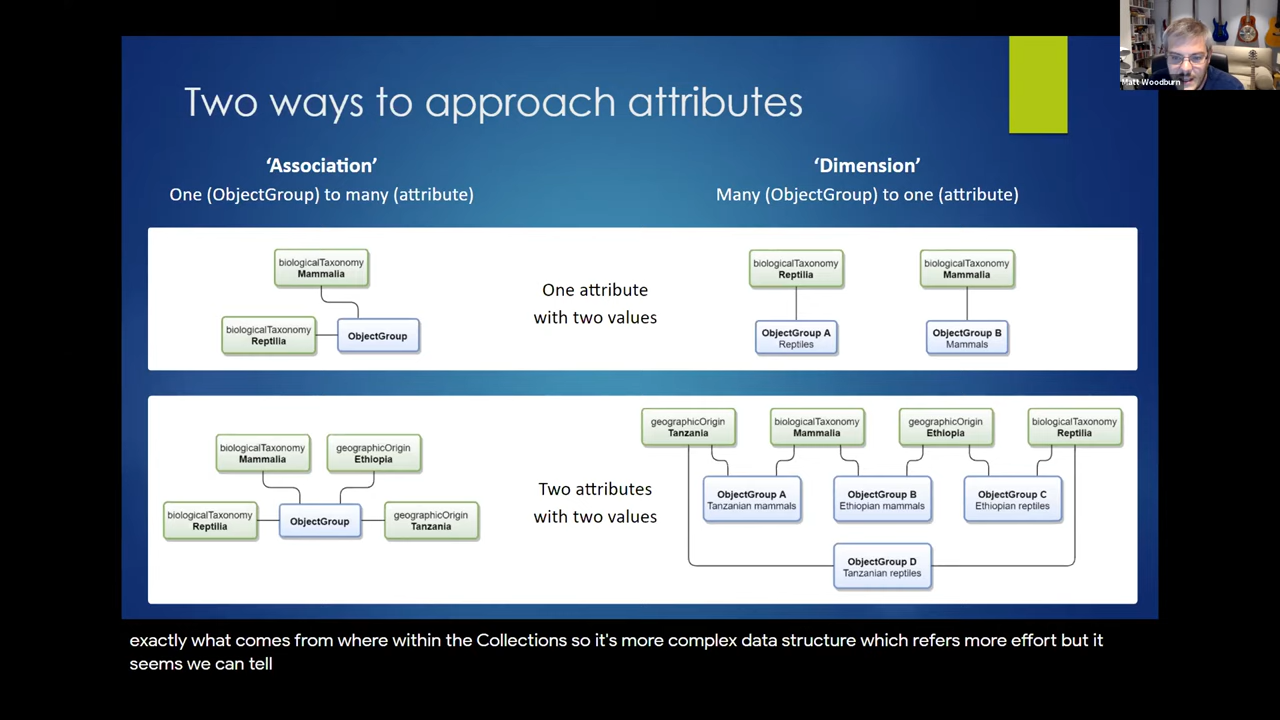 Matt Woodburn
Two ways to approach attributes
‘Association’
One (ObjectGroup) to many (attribute)
‘Dimension’
Many (ObjectGroup) to one (attribute)
biologicalTaxonomy
Mammalia
biologicalTaxonomy
Reptilia
ObjectGroup
One attribute
with two values
biologicalTaxonomy
Reptilia
biologicalTaxonomy
Mammalia
ObjectGroup A
Reptiles
ObjectGroup B
Mammals
biologicalTaxonomy
Mammalia
geographicOrigin
Ethiopia
biologicalTaxonomy
Reptilia
ObjectGroup
geographicOrigin
Tanzania
Two attributes
with two values
geographicOrigin
Tanzania
biologicalTaxonomy
Mammalia
geographicOrigin
Ethiopia
biologicalTaxonomy
Reptilia
ObjectGroup A
Tanzanian mammals
ObjectGroup B
Ethiopian mammals
ObjectGroup C
Ethiopian reptiles
ObjectGroup D
Tanzanian reptiles
exactly what comes from where within the Collections so it's more complex data structure which refers more effort but it
seems we can tell